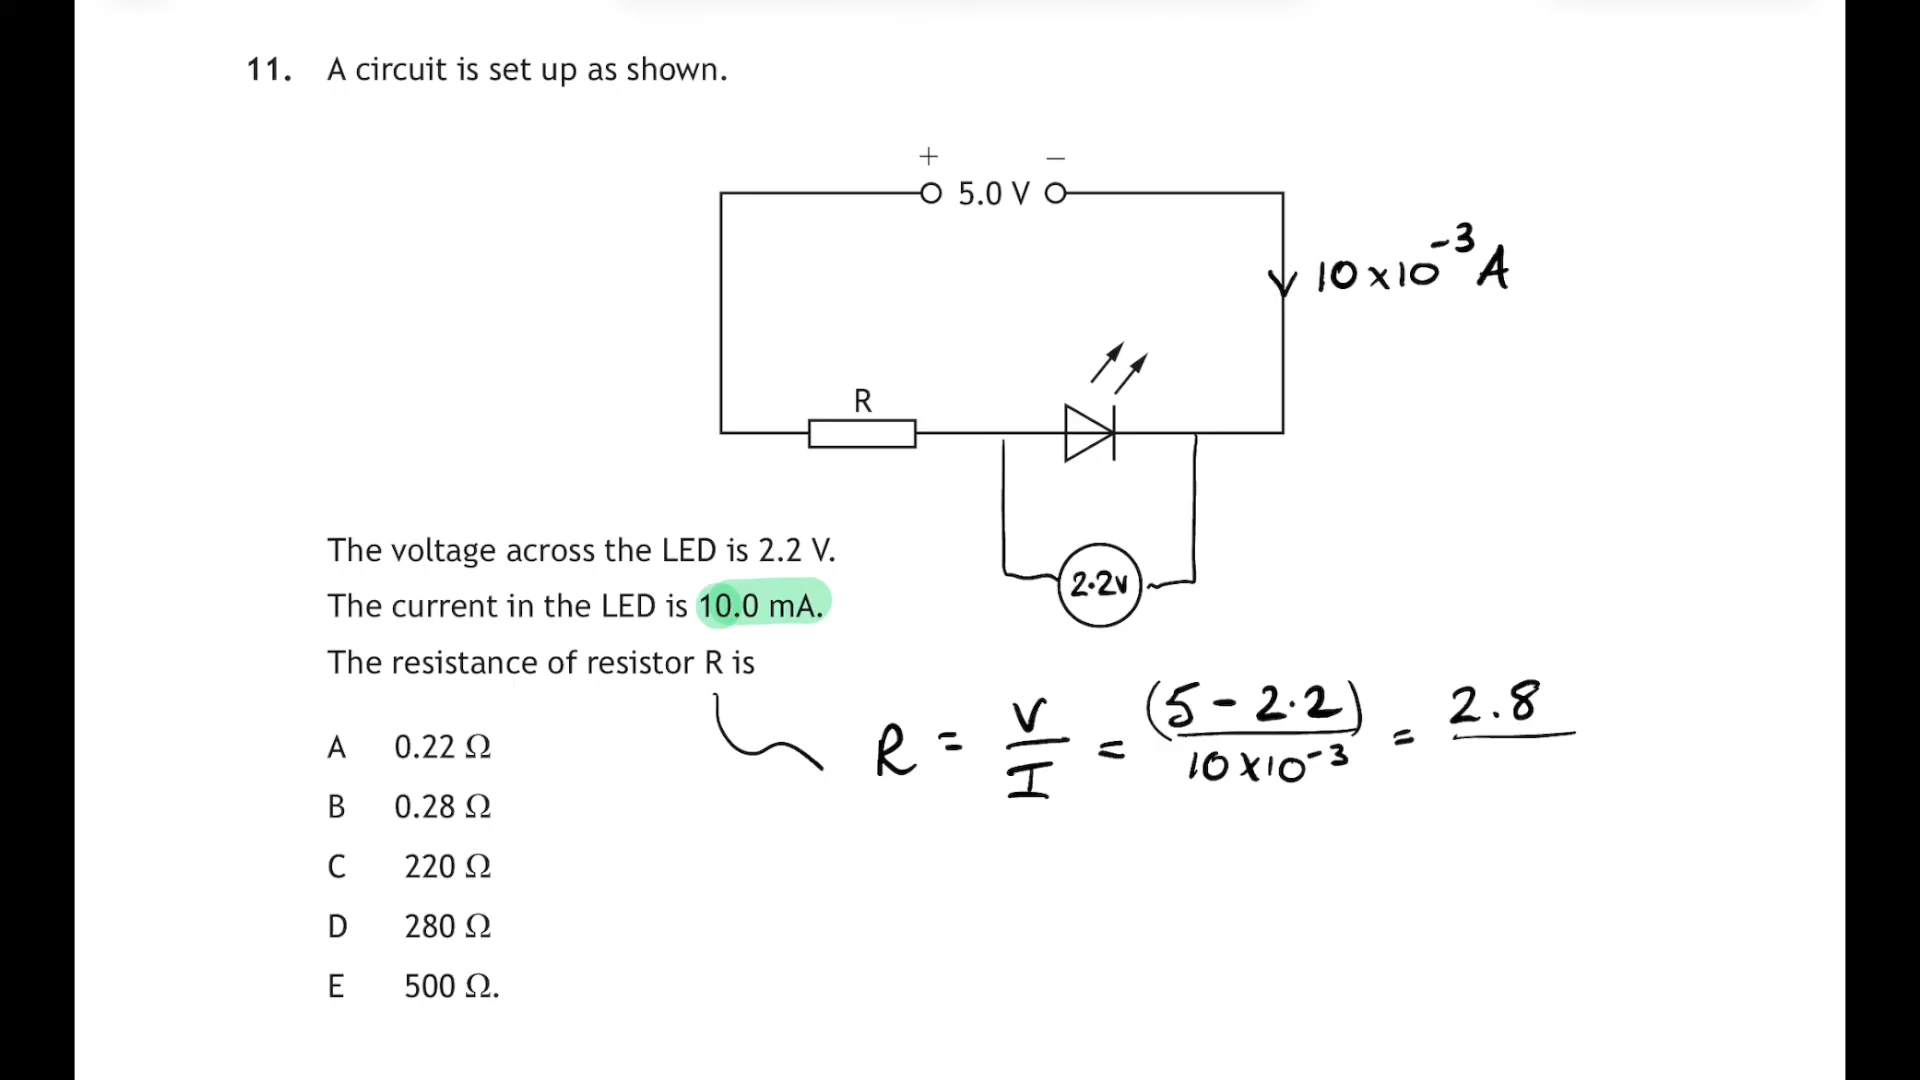 11. A circuit is set up as shown.
+ −
5.0 V
10 x 10⁻³ A
R
The voltage across the LED is 2.2 V.
2.2v
The current in the LED is 10.0 mA.
The resistance of resistor R is
R = V/I = (5 - 2.2)/10 x 10⁻³ = 2.8
A 0.22 Ω
B 0.28 Ω
C 220 Ω
D 280 Ω
E 500 Ω.